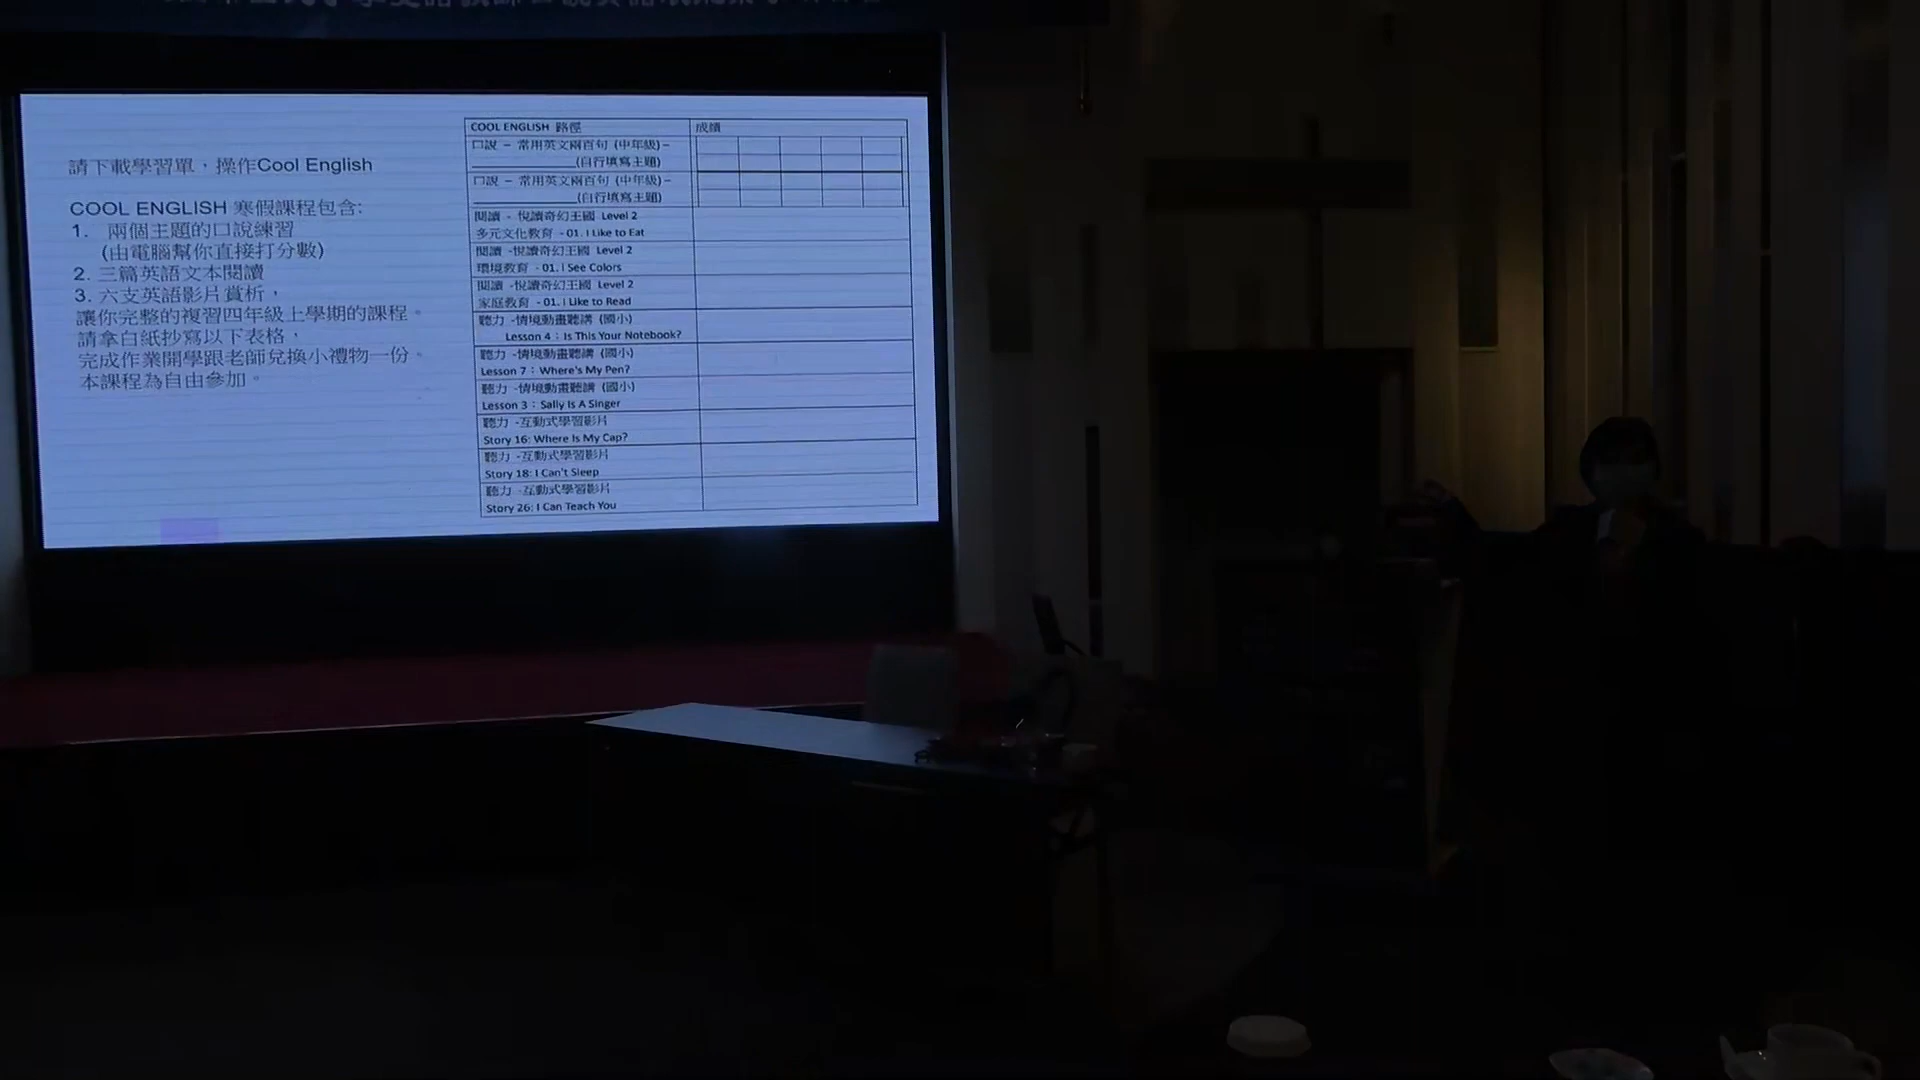 請下載學習單，操作Cool English
COOL ENGLISH 寒假課程包含:
1. 兩個主題的口說練習
(由電腦幫你直接打分數)
2. 三篇英語文本閱讀
3. 六支英語影片賞析，
讓你完整的複習四年級上學期的課程。
請拿白紙抄寫以下表格，
完成作業開學跟老師兌換小禮物一份。
本課程為自由參加。
COOL ENGLISH 路徑 成績
口說 – 常用英文兩百句 (中年級) –
(自行填寫主題)
口說 – 常用英文兩百句 (中年級) –
(自行填寫主題)
閱讀 - 悅讀奇幻王國 Level 2
多元文化教育 - 01. I Like to Eat
閱讀 -悅讀奇幻王國 Level 2
環境教育 - 01. I See Colors
閱讀 -悅讀奇幻王國 Level 2
家庭教育 - 01. I Like to Read
聽力 -情境動畫聽講 (國小)
Lesson 4：Is This Your Notebook?
聽力 -情境動畫聽講 (國小)
Lesson 7：Where's My Pen?
聽力 -情境動畫聽講 (國小)
Lesson 3：Sally Is A Singer
聽力 -互動式學習影片
Story 16: Where Is My Cap?
聽力 -互動式學習影片
Story 18: I Can't Sleep
聽力 -互動式學習影片
Story 26: I Can Teach You